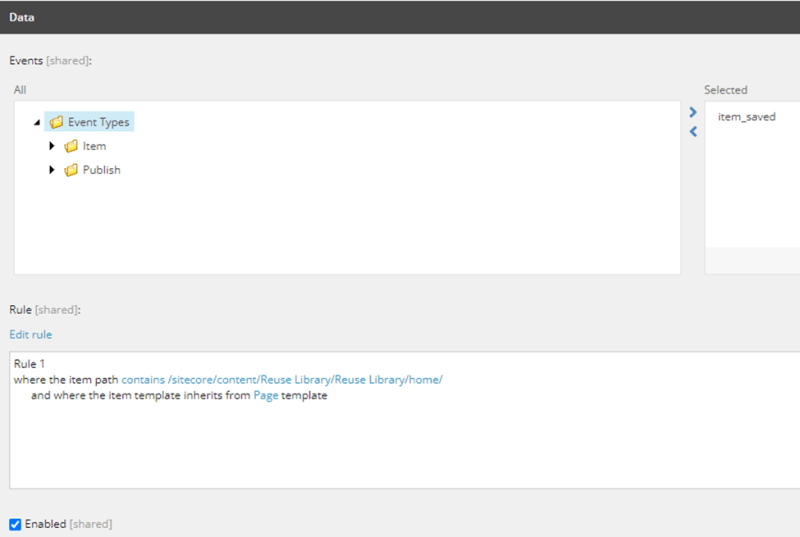 Data
Events [shared]:
All
Selected
Event Types
item_saved
Item
Publish
Rule [shared]:
Edit rule
Rule 1
where the item path contains /sitecore/content/Reuse Library/Reuse Library/home/
and where the item template inherits from Page template
Enabled [shared]